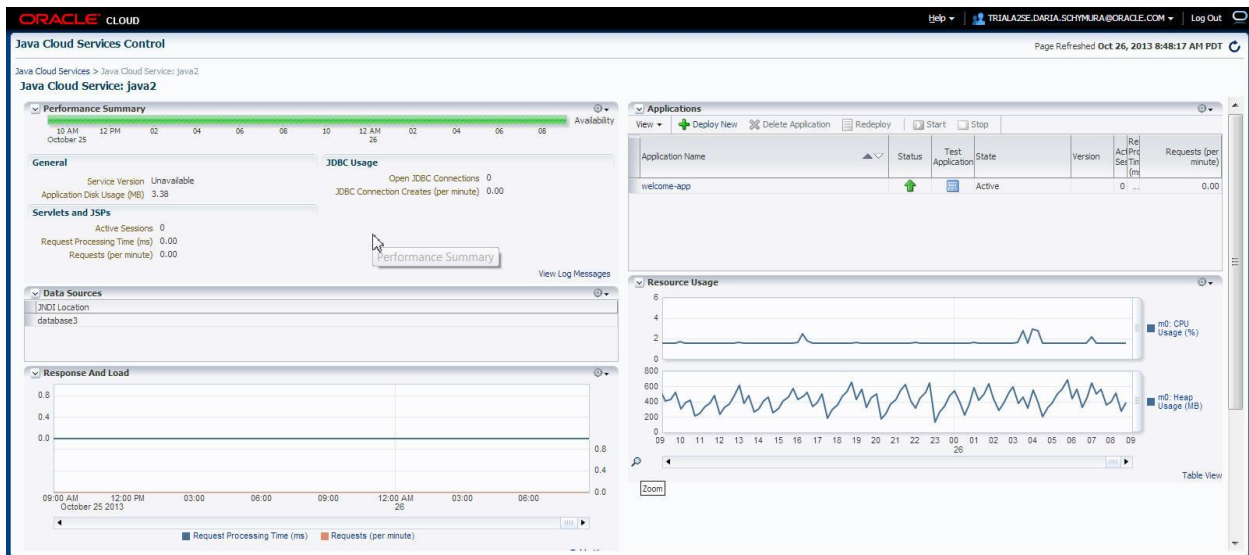 ORACLE CLOUD
Help
TRIALA2SE.DARIA.SCHYMURA@ORACLE.COM
Log Out
Java Cloud Services Control
Page Refreshed Oct 26, 2013 8:48:17 AM PDT
Java Cloud Services > Java Cloud Service: java2
Java Cloud Service: java2
Performance Summary
Availability
10 AM 12 PM 02 04 06 08 10 12 AM 02 04 06 08
October 25 26
General
Service Version Unavailable
Application Disk Usage (MB) 3.38
JDBC Usage
Open JDBC Connections 0
JDBC Connection Creates (per minute) 0.00
Servlets and JSPs
Active Sessions 0
Request Processing Time (ms) 0.00
Requests (per minute) 0.00
Performance Summary
View Log Messages
Data Sources
JNDI Location
database3
Response And Load
0.8
0.4
0.0
0.8
0.4
0.0
09:00 AM 12:00 PM 03:00 06:00 09:00 12:00 AM 03:00 06:00
October 25 2013 26
Request Processing Time (ms) Requests (per minute)
Applications
View Deploy New Delete Application Redeploy Start Stop
Application Name Status Test Application State Version Requests (per minute)
welcome-app Active 0 ... 0.00
Resource Usage
6
4
2
0
m0: CPU Usage (%)
800
600
400
200
0
m0: Heap Usage (MB)
09 10 11 12 13 14 15 16 17 18 19 20 21 22 23 00 01 02 03 04 05 06 07 08 09
26
Table View
Zoom